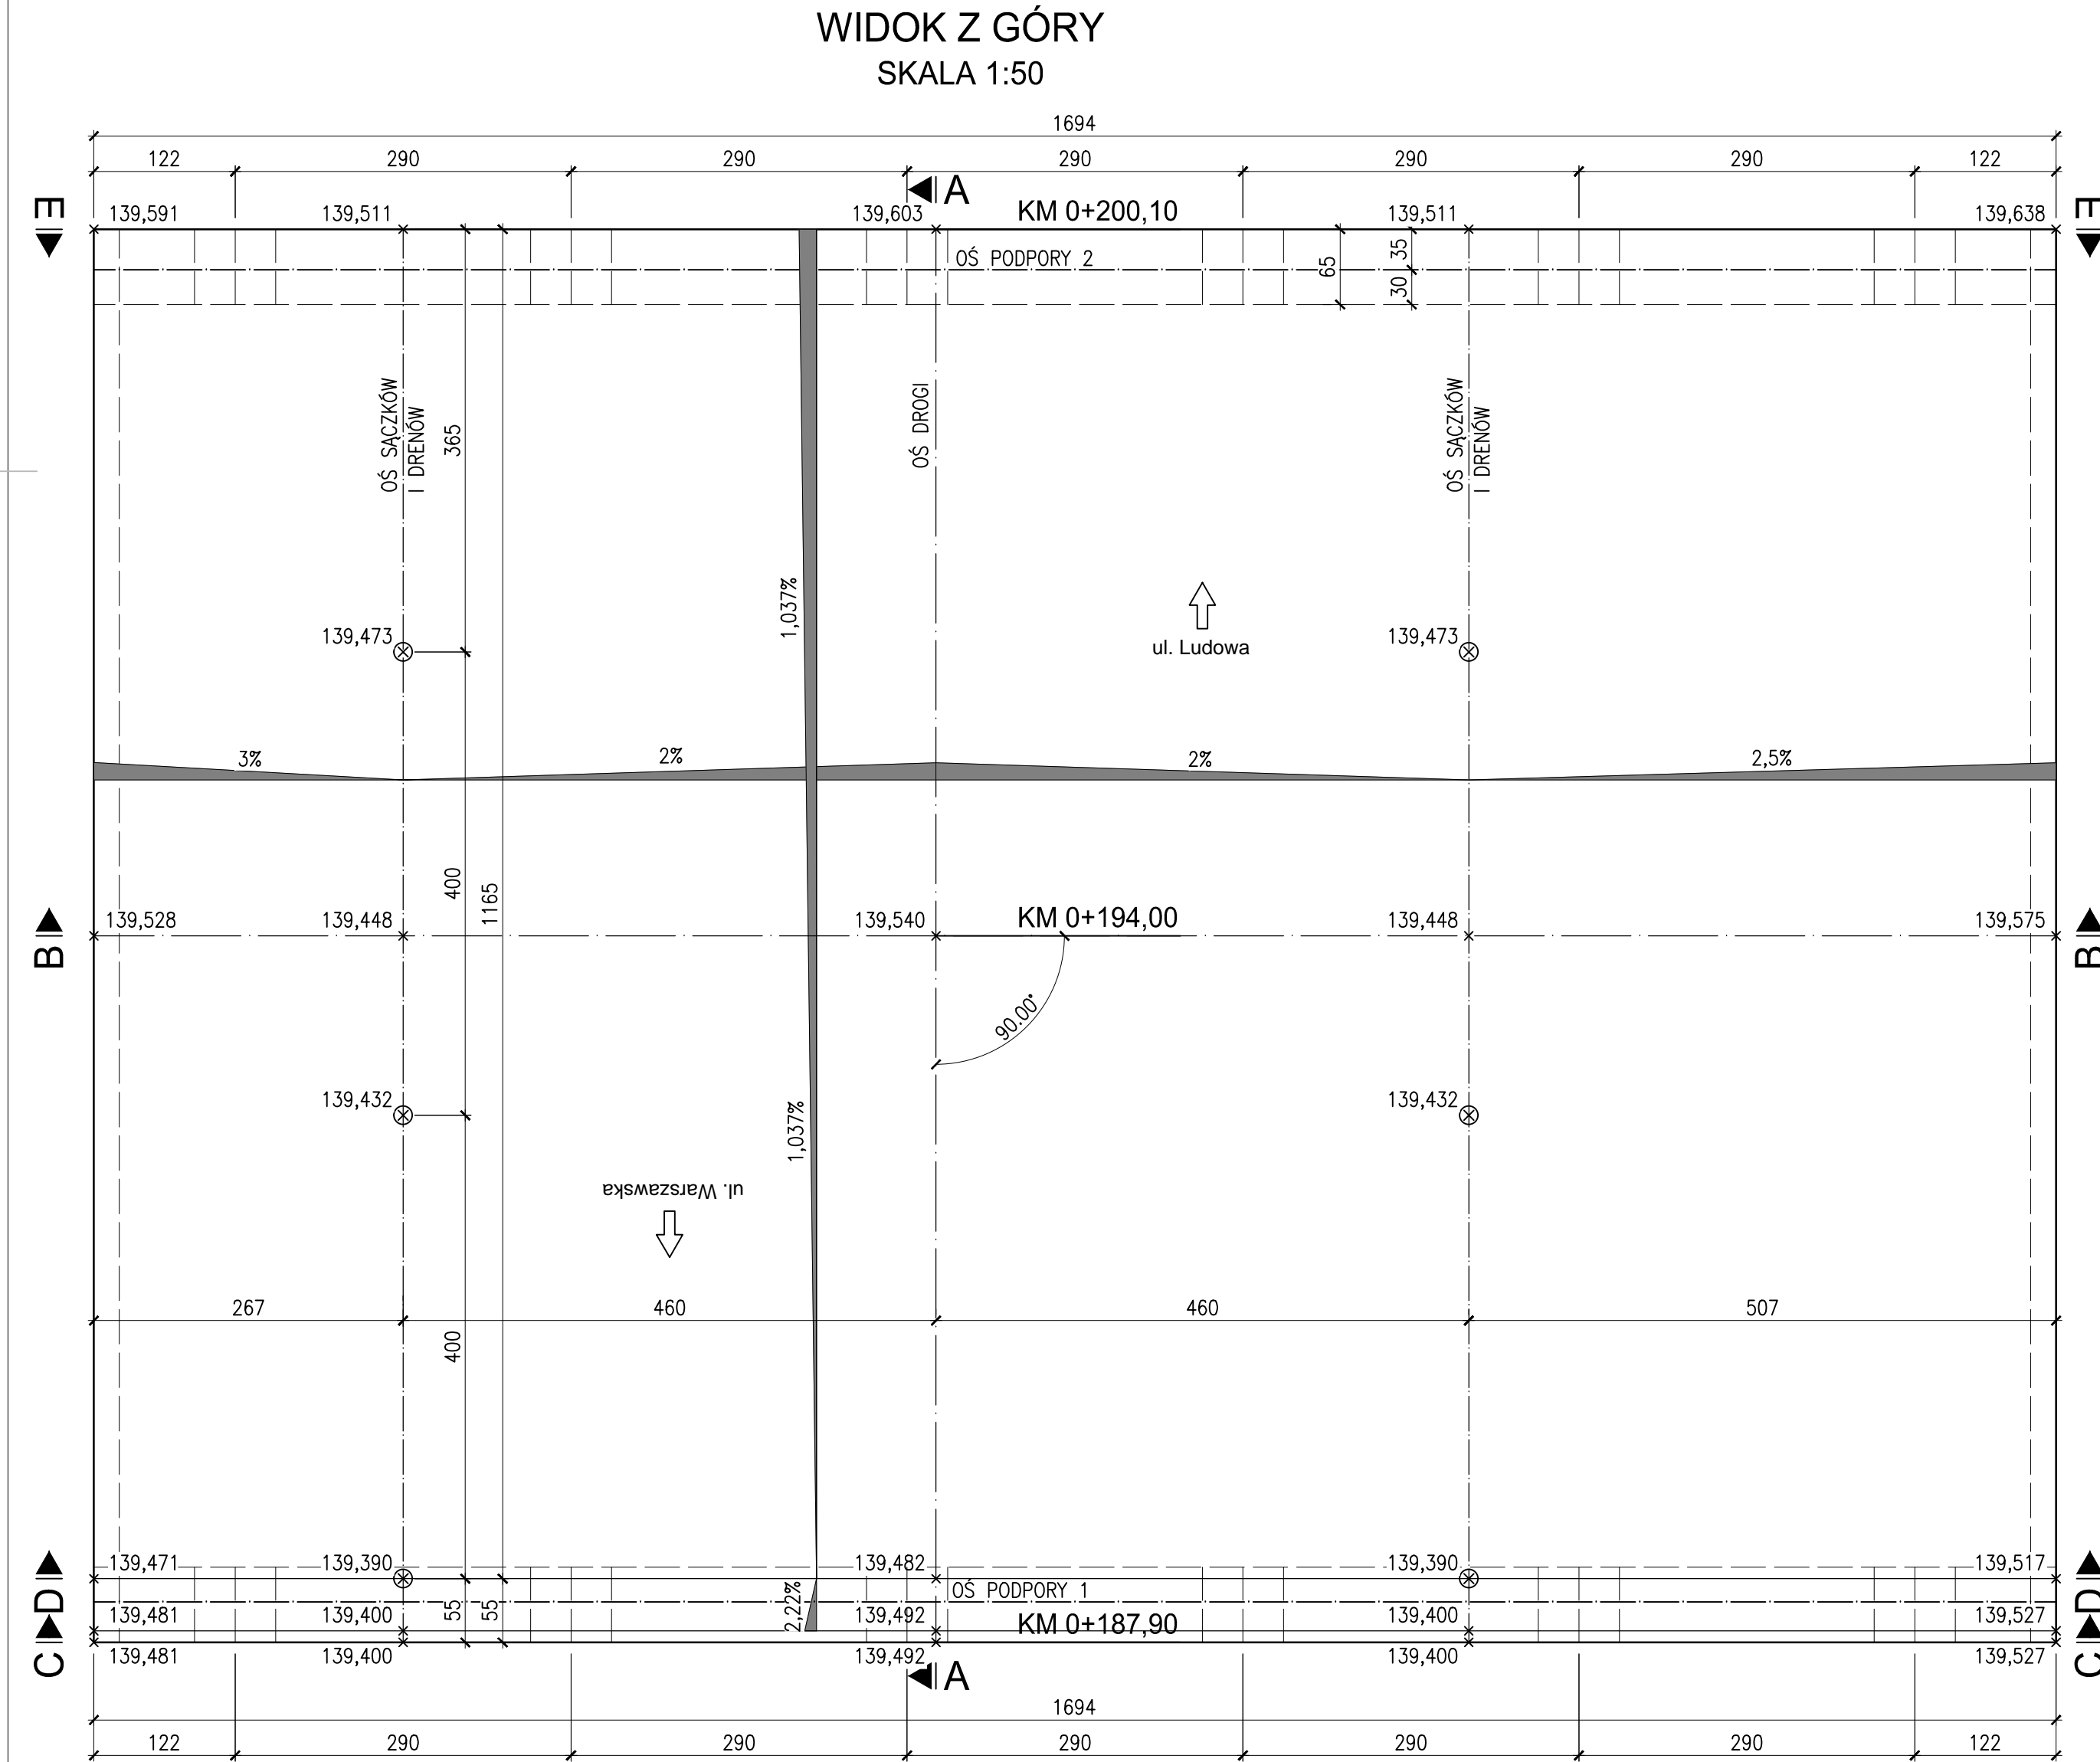 WIDOK Z GÓRY
SKALA 1:50
1694
122 290 290 290 290 290 122
A
E E
139,591 139,511 139,603 KM 0+200,10 139,511 139,638
OŚ PODPORY 2
65 35 30
OŚ SĄCZKÓW
I DRENÓW
365
OŚ DROGI
OŚ SĄCZKÓW
I DRENÓW
1,037%
ul. Ludowa
139,473 139,473
3% 2% 2% 2,5%
400 1165
139,528 139,448 139,540 KM 0+194,00 139,448 139,575
B B
90.00°
139,432 139,432
1,037%
ul. Warszawska
267 460 460 507
400
139,471 139,390 139,482 139,390 139,517
D D
OŚ PODPORY 1
55 55 2,22%
139,481 139,400 139,492 KM 0+187,90 139,400 139,527
C C
139,481 139,400 139,492 139,400 139,527
A
1694
122 290 290 290 290 290 122